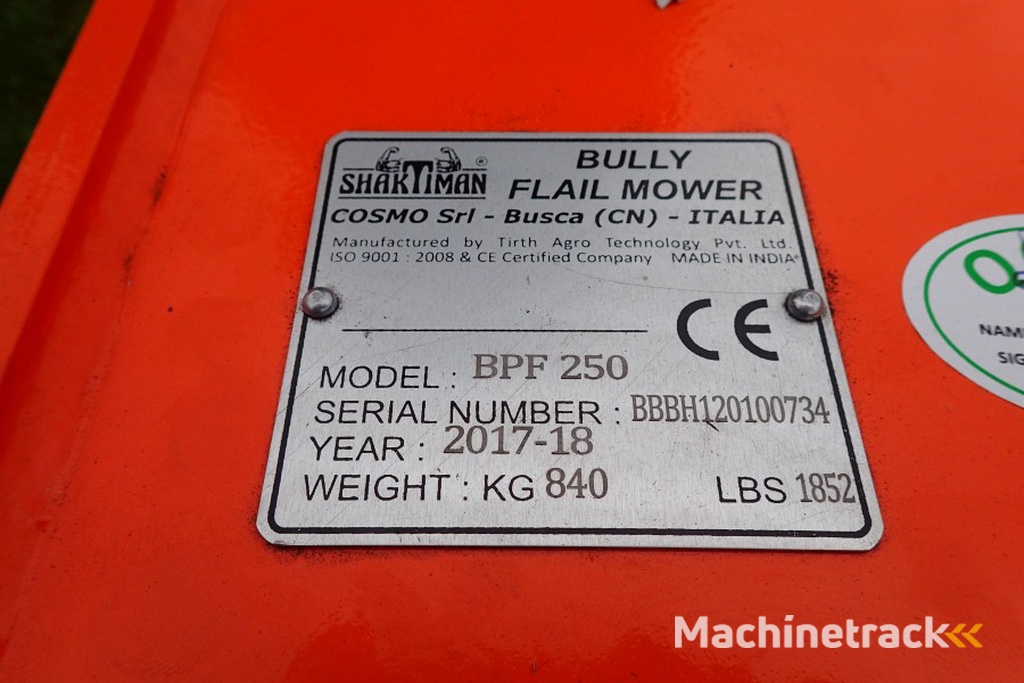 SHAKTIMAN ®
BULLY
FLAIL MOWER
COSMO Srl - Busca (CN) - ITALIA
Manufactured by Tirth Agro Technology Pvt. Ltd.
ISO 9001 : 2008 & CE Certified Company MADE IN INDIA
CE
MODEL : BPF 250
SERIAL NUMBER : BBBH120100734
YEAR : 2017-18
WEIGHT : KG 840 LBS 1852
NAM
SIG
Machinetrack